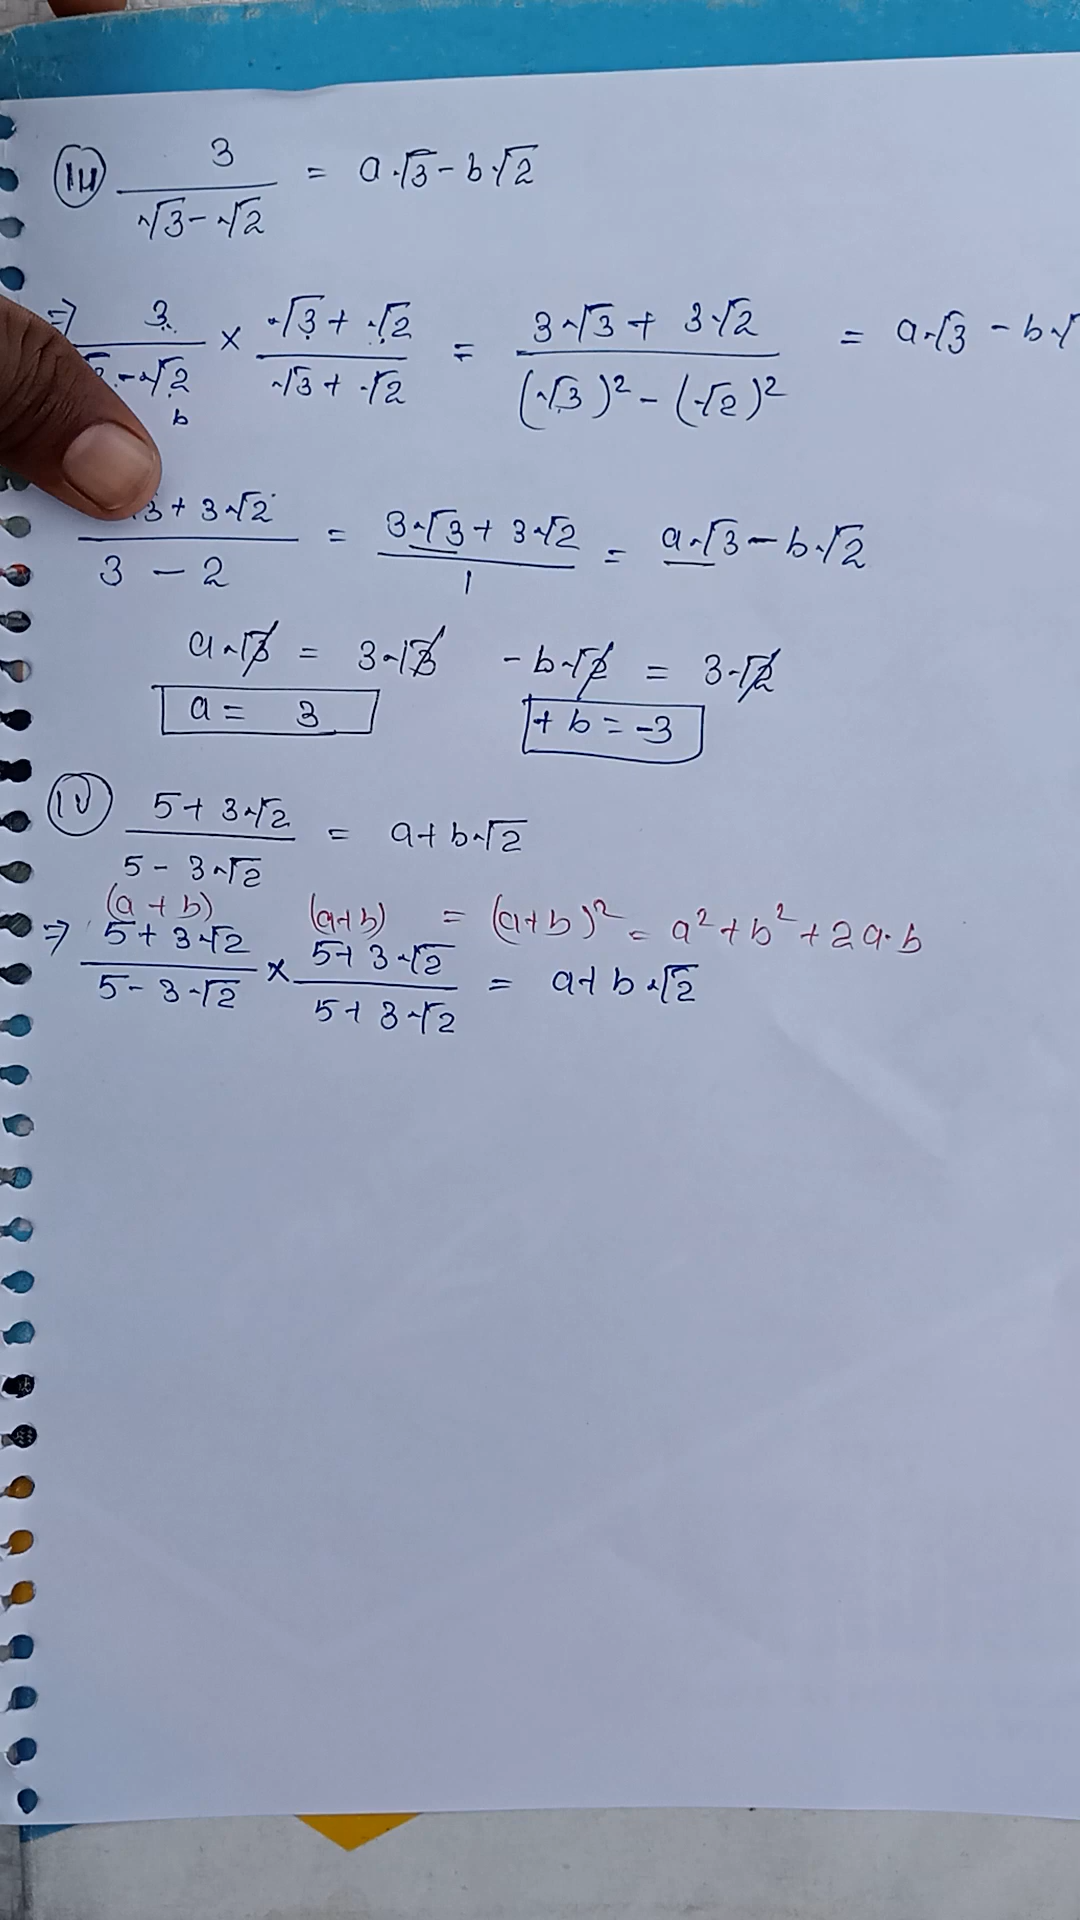 (iii) 3/(√3-√2) = a√3-b√2
⇒ 3/(-√2) × (√3+√2)/(√3+√2) = (3√3+3√2)/((√3)²-(√2)²) = a√3-b√
b
(3+3√2)/(3-2) = (3√3+3√2)/1 = a√3-b√2
a√3 = 3√3 -b√2 = 3√2
a= 3 + b=-3
(iv) (5+3√2)/(5-3√2) = a+b√2
(a+b) (a+b) = (a+b)² = a²+b²+2a·b
⇒ (5+3√2)/(5-3√2) × (5+3√2)/(5+3√2) = a+b√2